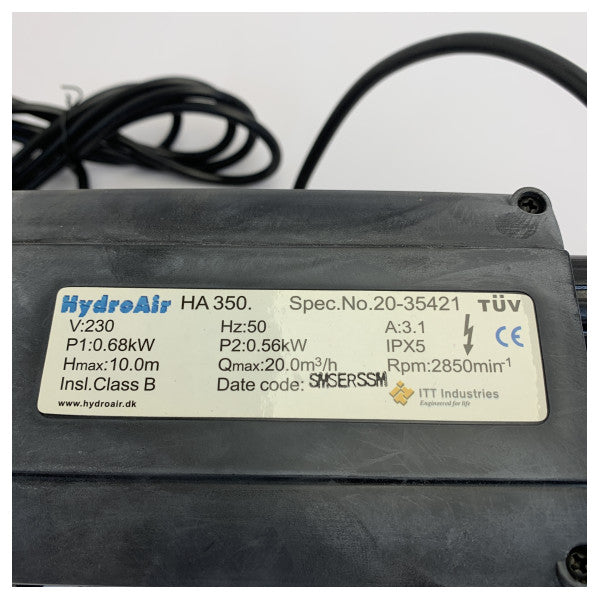 HydroAir HA 350. Spec.No.20-35421 TÜV
V:230 Hz:50 A:3.1
P1:0.68kW P2:0.56kW IPX5 CE
Hmax:10.0m Qmax:20.0m³/h Rpm:2850min-1
Insl.Class B Date code: SMSERSSM ITT Industries
www.hydroair.dk Engineered for life